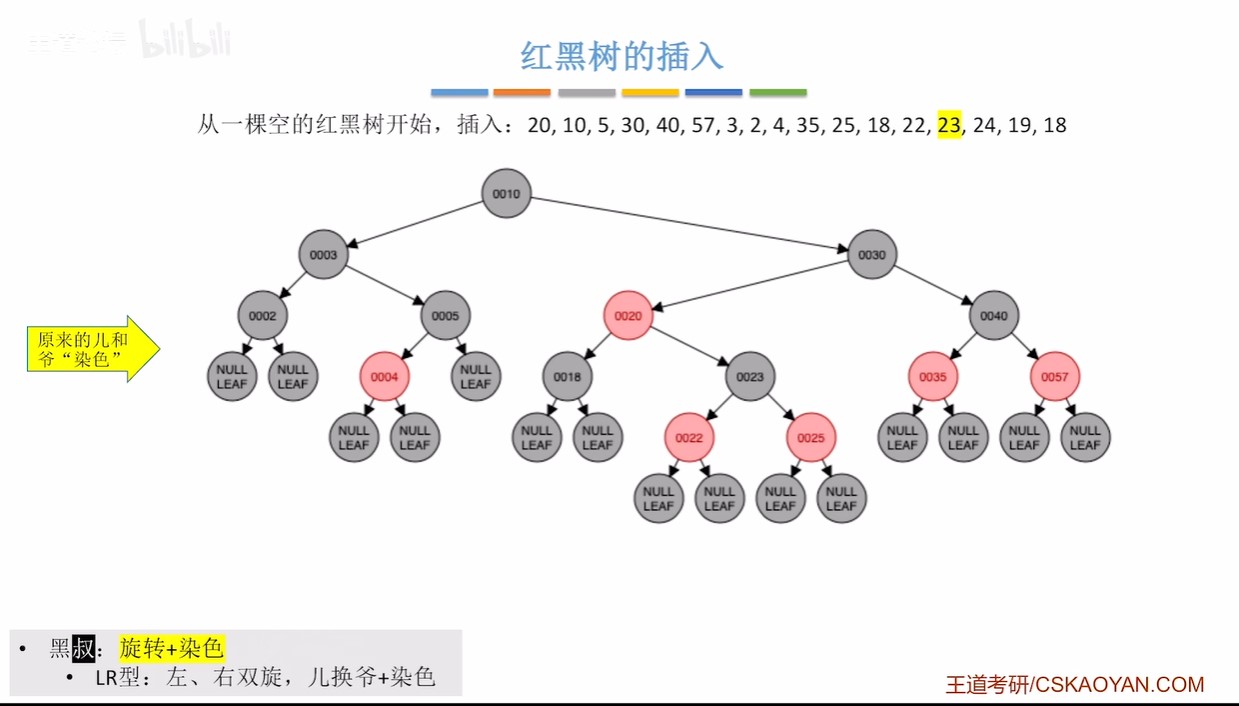 bilibili
红黑树的插入
从一棵空的红黑树开始，插入：20, 10, 5, 30, 40, 57, 3, 2, 4, 35, 25, 18, 22, 23, 24, 19, 18
0010
0003
0030
0002
0005
0020
0040
原来的儿和
爷“染色”
NULL
LEAF
NULL
LEAF
0004
NULL
LEAF
0018
0023
0035
0057
NULL
LEAF
NULL
LEAF
NULL
LEAF
NULL
LEAF
0022
0025
NULL
LEAF
NULL
LEAF
NULL
LEAF
NULL
LEAF
NULL
LEAF
NULL
LEAF
NULL
LEAF
NULL
LEAF
• 黑叔：旋转+染色
• LR型：左、右双旋，儿换爷+染色
王道考研/CSKAOYAN.COM